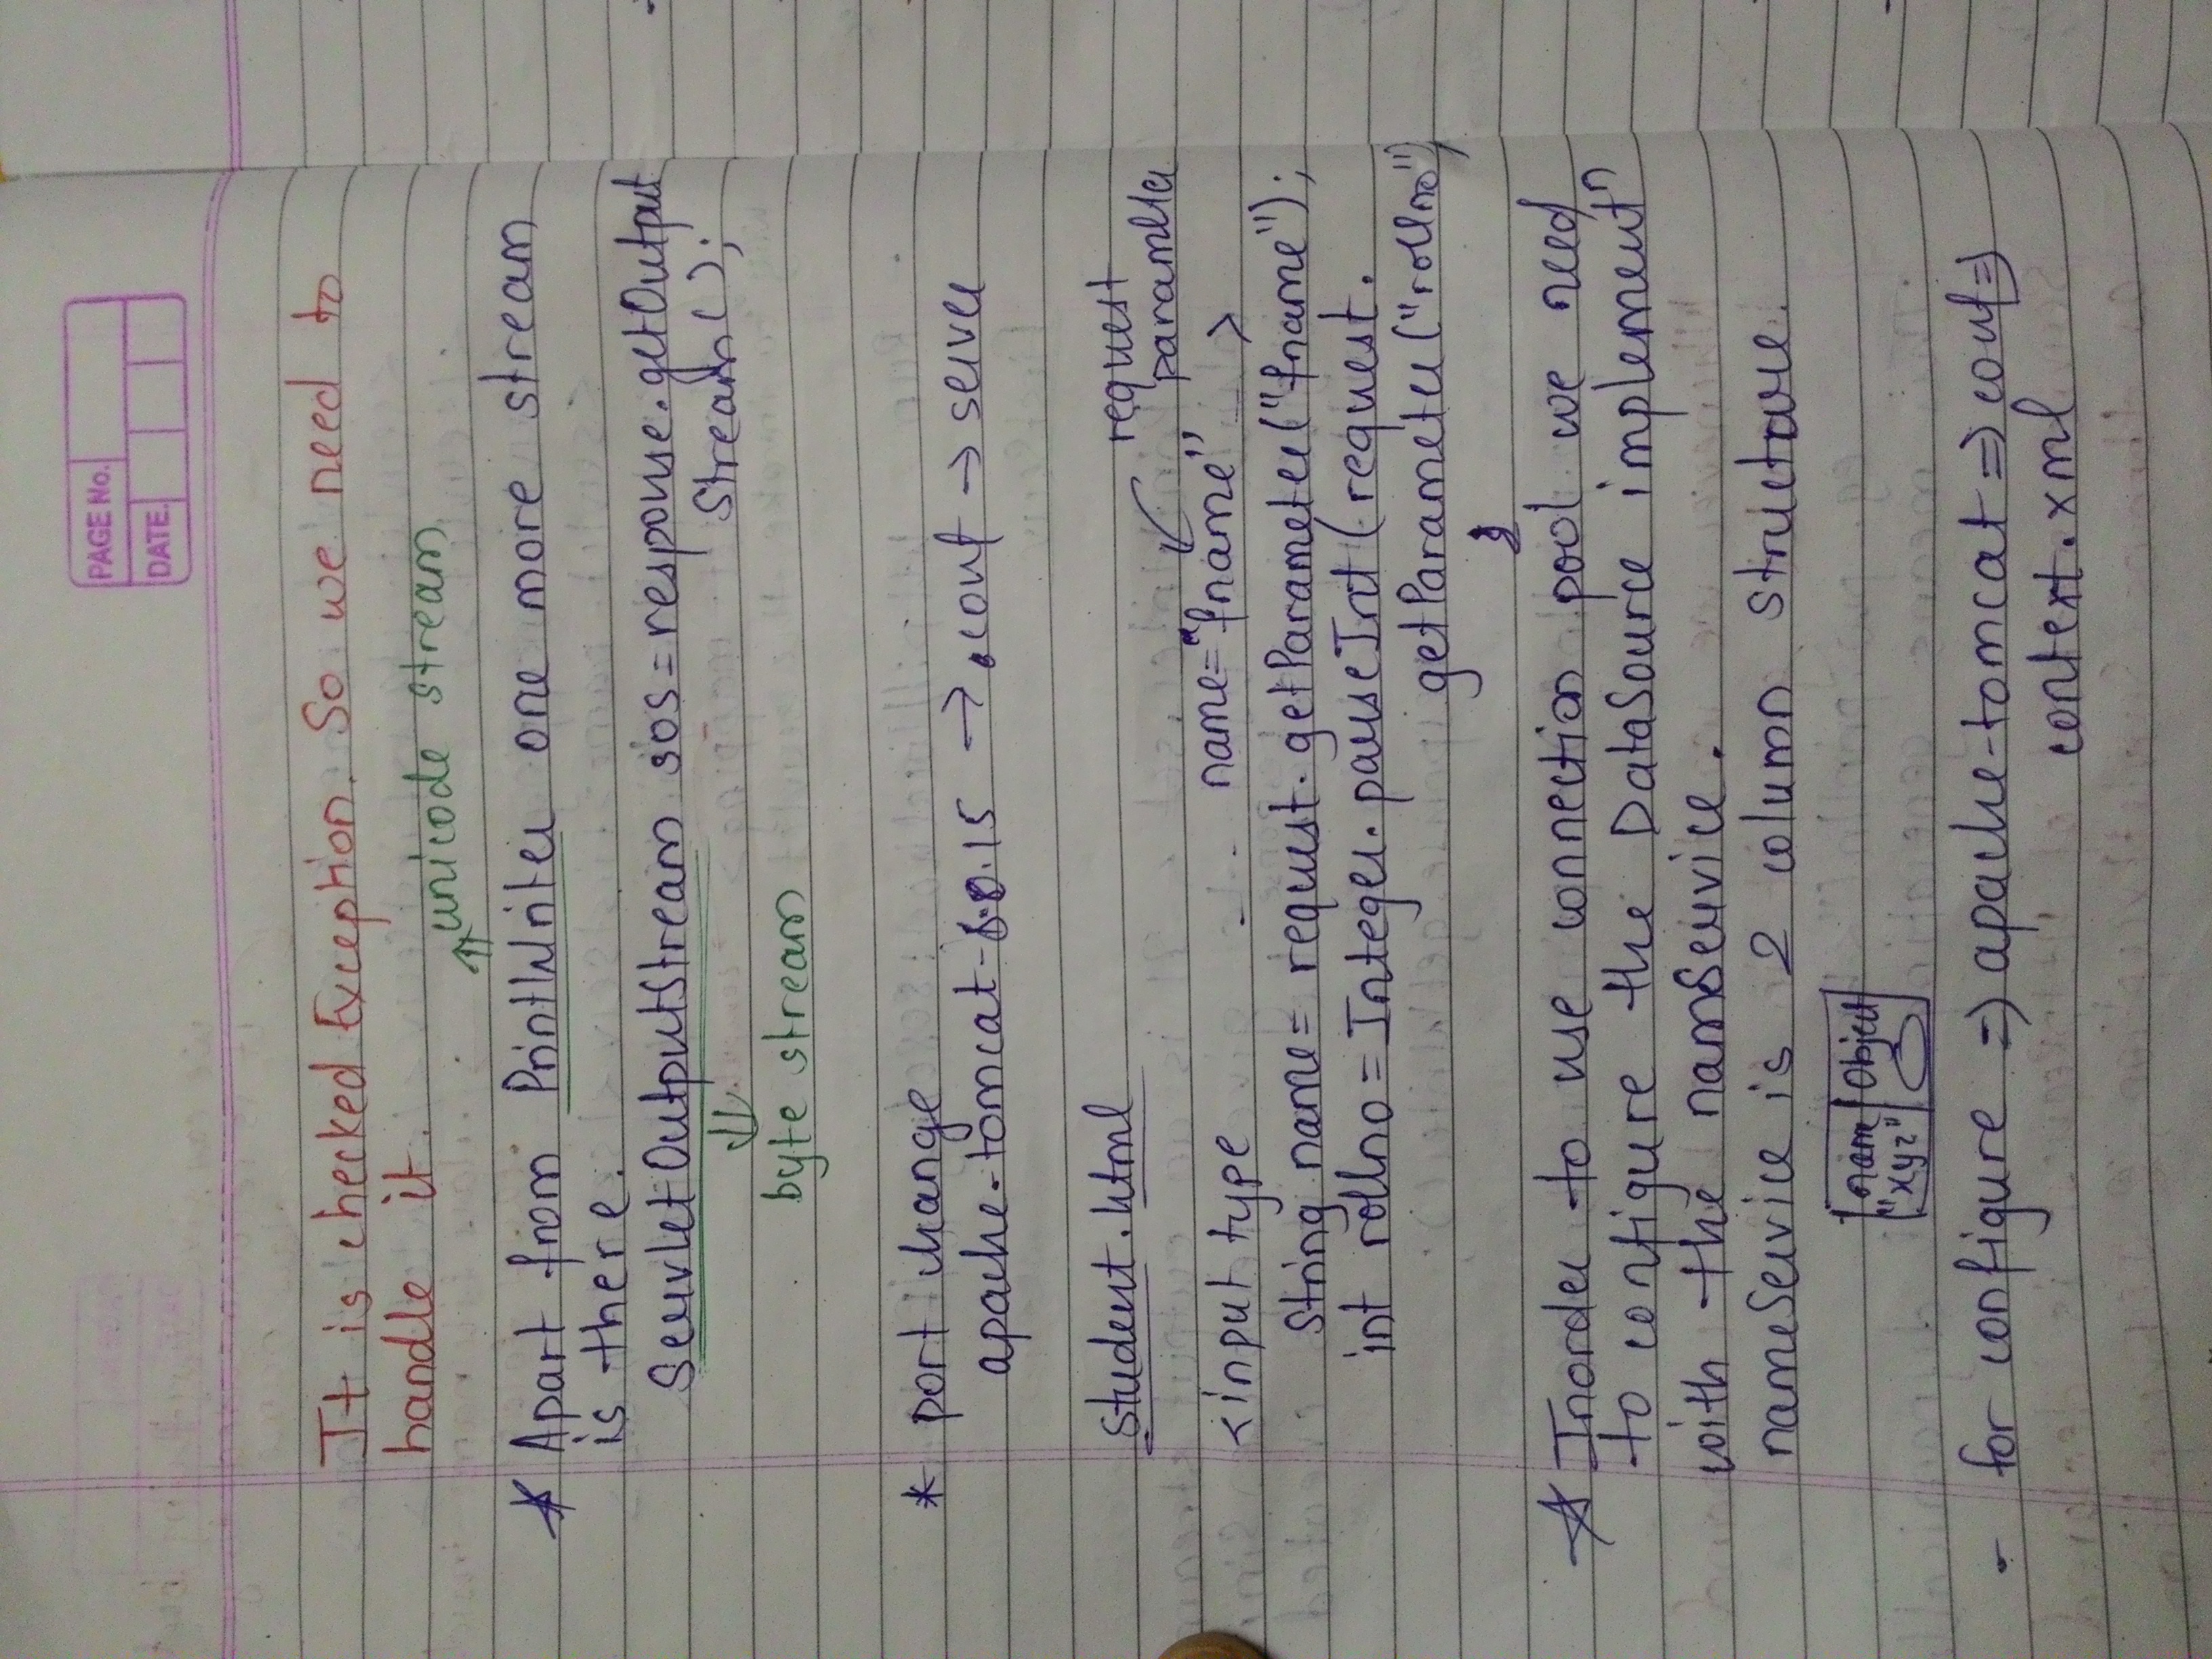 PAGE No.
DATE.
It is checked Exception. So we need to
handle it.
unicode stream
* Apart from PrintWriter one more stream
is there.
ServletOutputStream sos = response.getOutput
Stream();
byte stream
* port change
apache-tomcat-6.0.15 → conf → server
student.html
request
parameter
<input type - - name="fname" >
String name = request.getParameter("fname");
int rollno = Integer.parseInt(request.
getParameter("rollno")
);
* Inorder to use connection pool we need
to configure the DataSource implementⁿ
with the namService.
nameService is 2 column structure.
name Object
"xyz"
- for configure ⇒ apache-tomcat ⇒ conf ⇒
context.xml